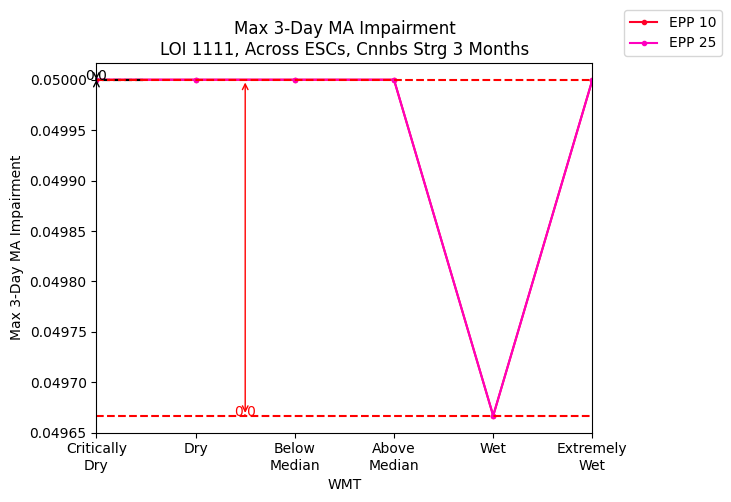 Max 3-Day MA Impairment
LOI 1111, Across ESCs, Cnnbs Strg 3 Months
EPP 10
EPP 25
Max 3-Day MA Impairment
0.05000
0.04995
0.04990
0.04985
0.04980
0.04975
0.04970
0.04965
0.0
0.0
Critically
Dry
Dry
Below
Median
Above
Median
Wet
Extremely
Wet
WMT